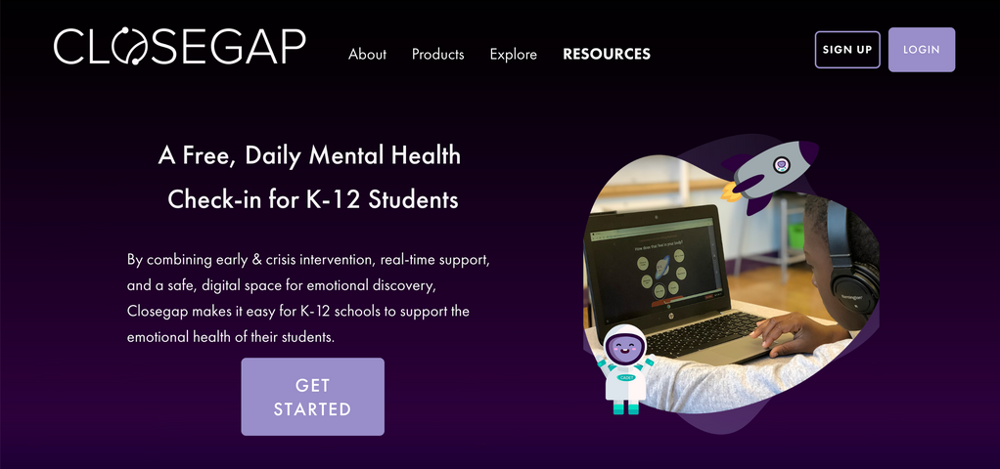 CLOSEGAP
About
Products
Explore
RESOURCES
SIGN UP
LOGIN
A Free, Daily Mental Health
Check-in for K-12 Students
By combining early & crisis intervention, real-time support,
and a safe, digital space for emotional discovery,
Closegap makes it easy for K-12 schools to support the
emotional health of their students.
GET
STARTED
hp
CADET